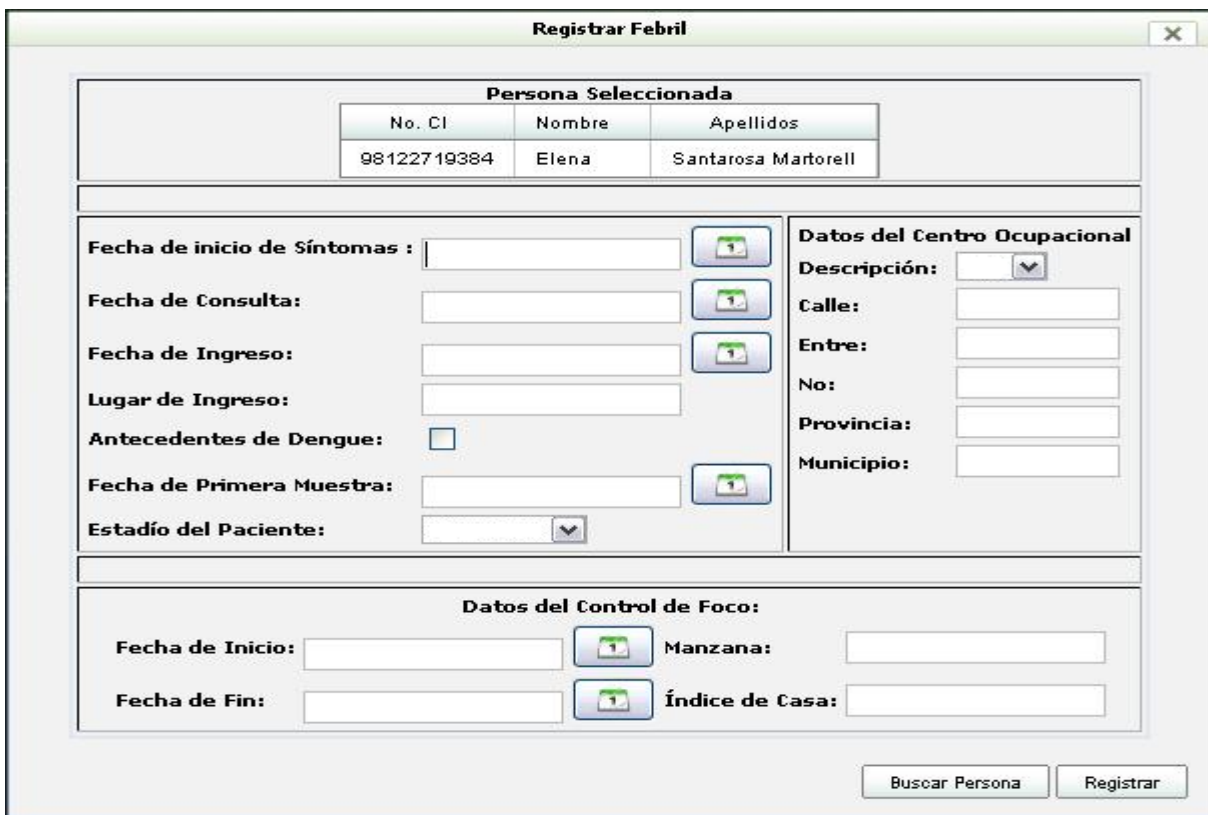 Registrar Febril
Persona Seleccionada
No. CI Nombre Apellidos
98122719384 Elena Santarosa Martorell
Fecha de inicio de Síntomas :
Fecha de Consulta:
Fecha de Ingreso:
Lugar de Ingreso:
Antecedentes de Dengue:
Fecha de Primera Muestra:
Estadío del Paciente:
Datos del Centro Ocupacional
Descripción:
Calle:
Entre:
No:
Provincia:
Municipio:
Datos del Control de Foco:
Fecha de Inicio: Manzana:
Fecha de Fin: Índice de Casa:
Buscar Persona Registrar